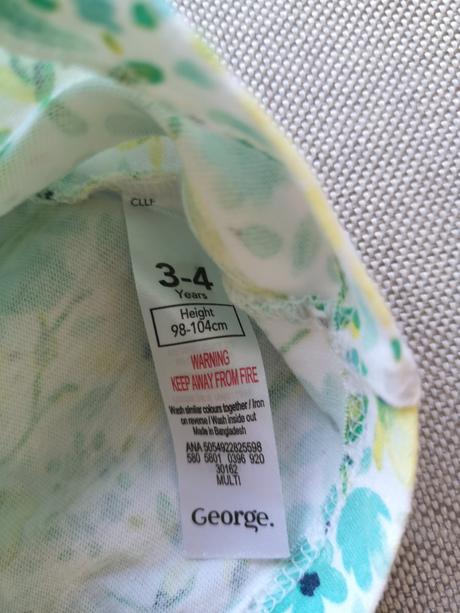 3-4
Years
Height
98-104cm
WARNING
KEEP AWAY FROM FIRE
Wash similar colours together / Iron
on reverse / Wash inside out
Made in Bangladesh
ANA 5054922825598
580 5801 0396 920
30162
MULTI
George.